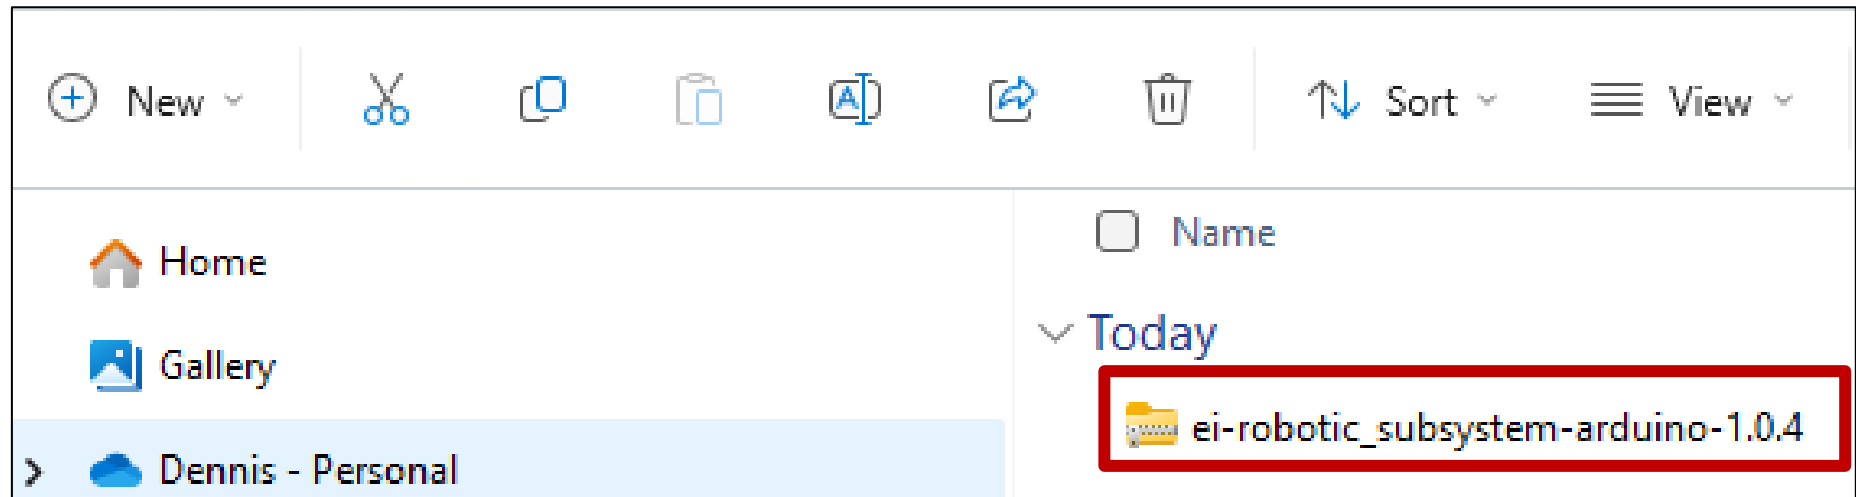 New
Sort
View
Home
Gallery
Dennis - Personal
Name
Today
ei-robotic_subsystem-arduino-1.0.4